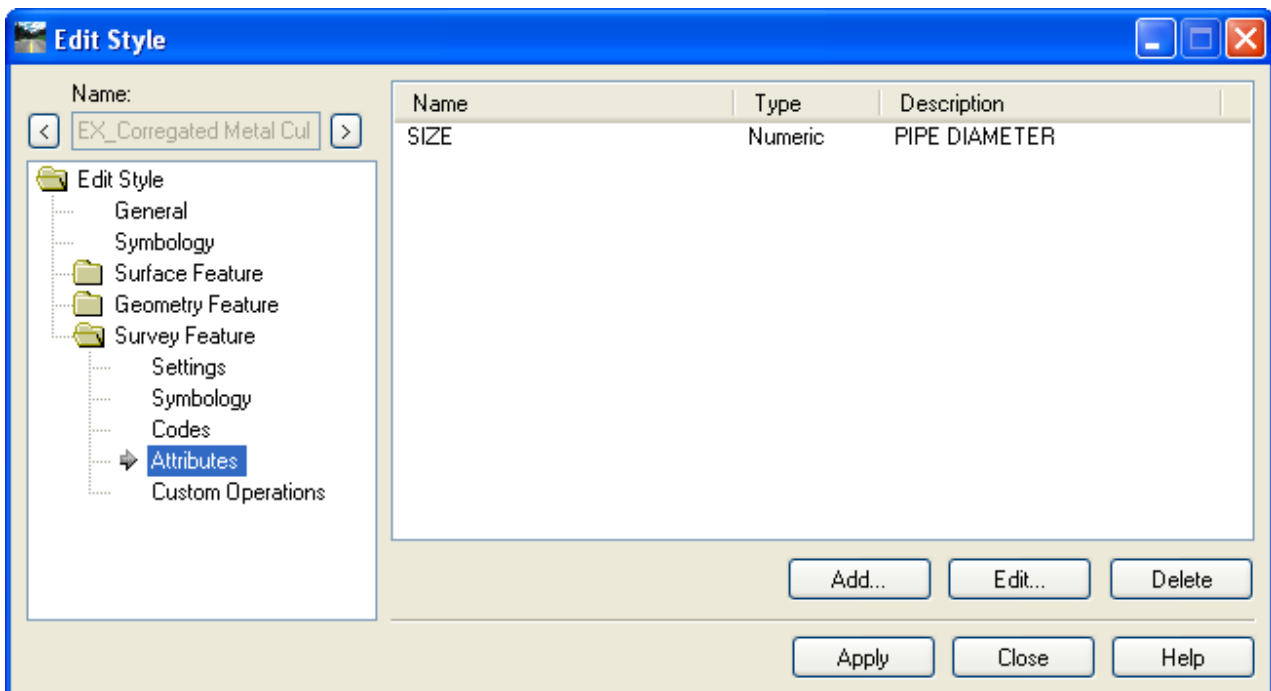 Edit Style
Name:
< EX_Corregated Metal Cul >
Edit Style
General
Symbology
Surface Feature
Geometry Feature
Survey Feature
Settings
Symbology
Codes
Attributes
Custom Operations
Name Type Description
SIZE Numeric PIPE DIAMETER
Add... Edit... Delete
Apply Close Help